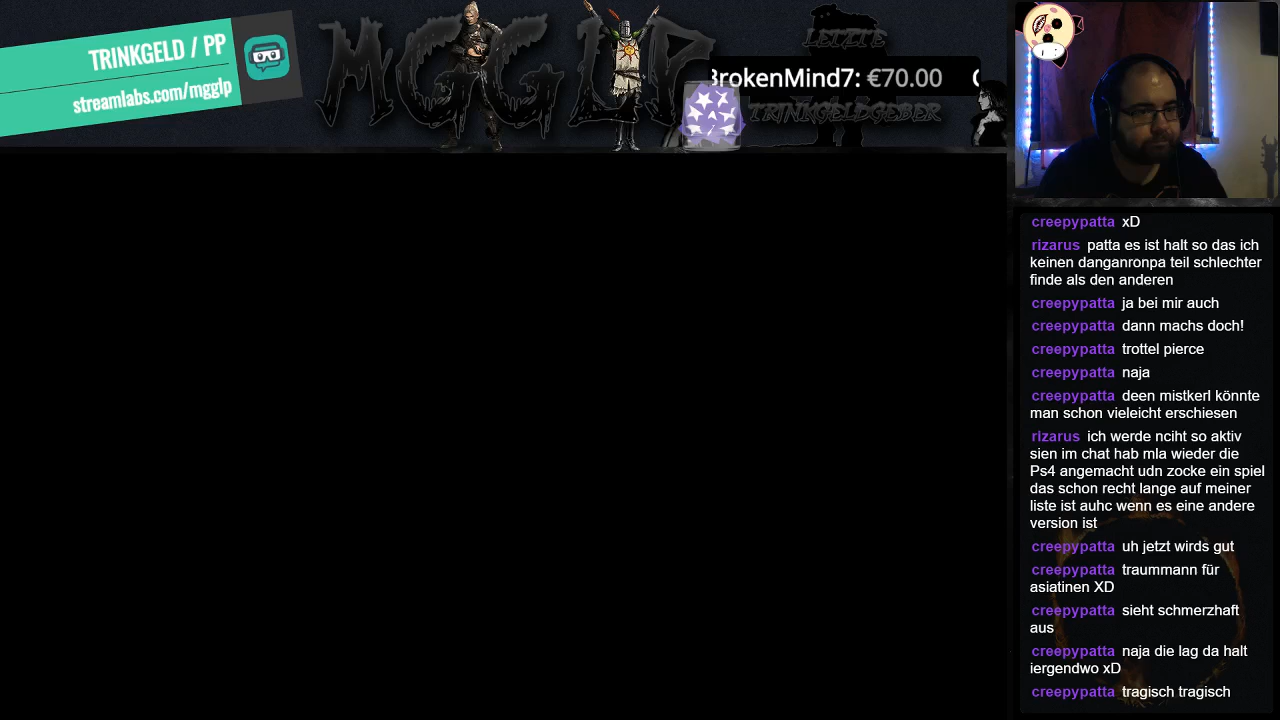 TRINKGELD / PP
streamlabs.com/mgglp
MGGLP
LETZTE
BrokenMind7: €70.00
TRINKGELDGEBER
creepypatta xD
rizarus patta es ist halt so das ich
keinen danganronpa teil schlechter
finde als den anderen
creepypatta ja bei mir auch
creepypatta dann machs doch!
creepypatta trottel pierce
creepypatta naja
creepypatta deen mistkerl könnte
man schon vieleicht erschiesen
rizarus ich werde nciht so aktiv
sien im chat hab mla wieder die
Ps4 angemacht udn zocke ein spiel
das schon recht lange auf meiner
liste ist auhc wenn es eine andere
version ist
creepypatta uh jetzt wirds gut
creepypatta traummann für
asiatinen XD
creepypatta sieht schmerzhaft
aus
creepypatta naja die lag da halt
iergendwo xD
creepypatta tragisch tragisch